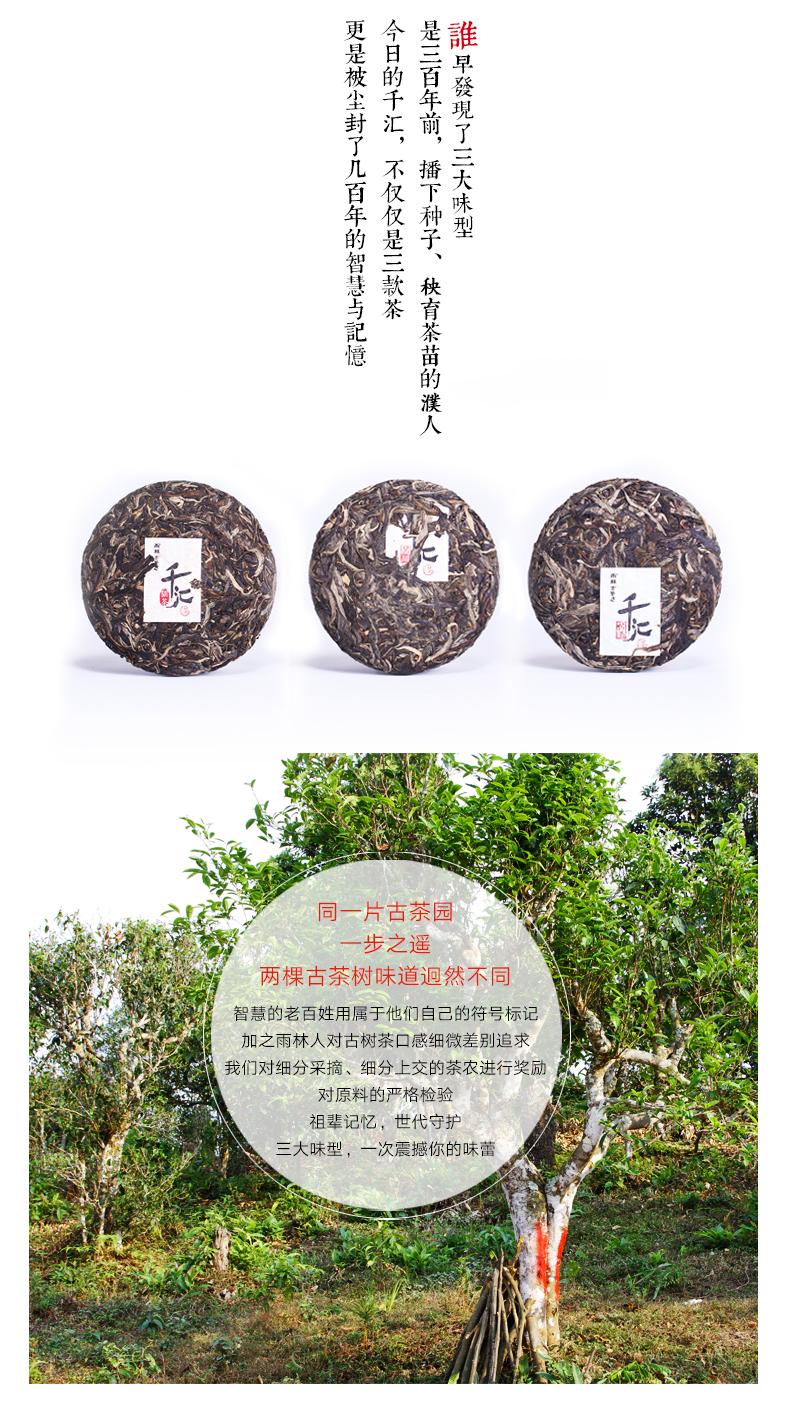 誰早發現了三大味型
是三百年前，播下种子、秧育茶苗的濮人
今日的千汇，不仅仅是三款茶
更是被尘封了几百年的智慧与記憶
千汇
汇
千汇
同一片古茶园
一步之遥
两棵古茶树味道迥然不同
智慧的老百姓用属于他们自己的符号标记
加之雨林人对古树茶口感细微差别追求
我们对细分采摘、细分上交的茶农进行奖励
对原料的严格检验
祖辈记忆，世代守护
三大味型，一次震撼你的味蕾